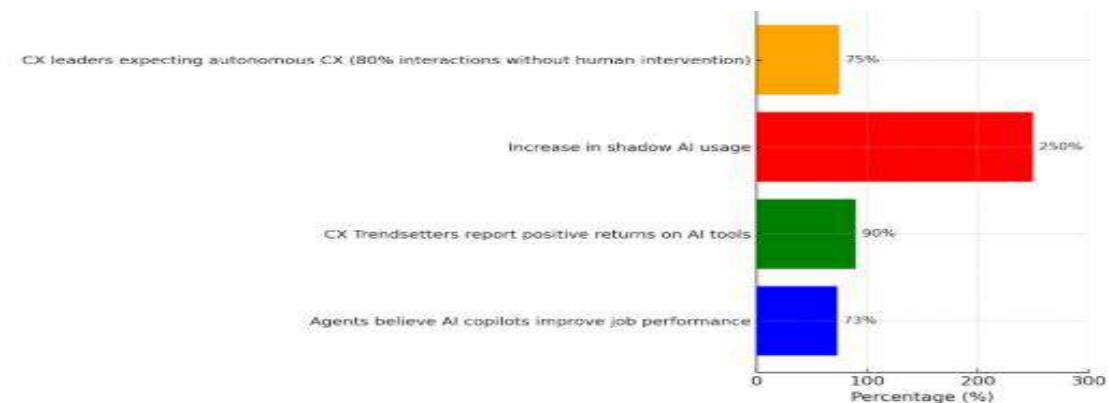 CX leaders expecting autonomous CX (80% interactions without human intervention)
75%
Increase in shadow AI usage
250%
CX Trendsetters report positive returns on AI tools
90%
Agents believe AI copilots improve job performance
73%
0 100 200 300
Percentage (%)